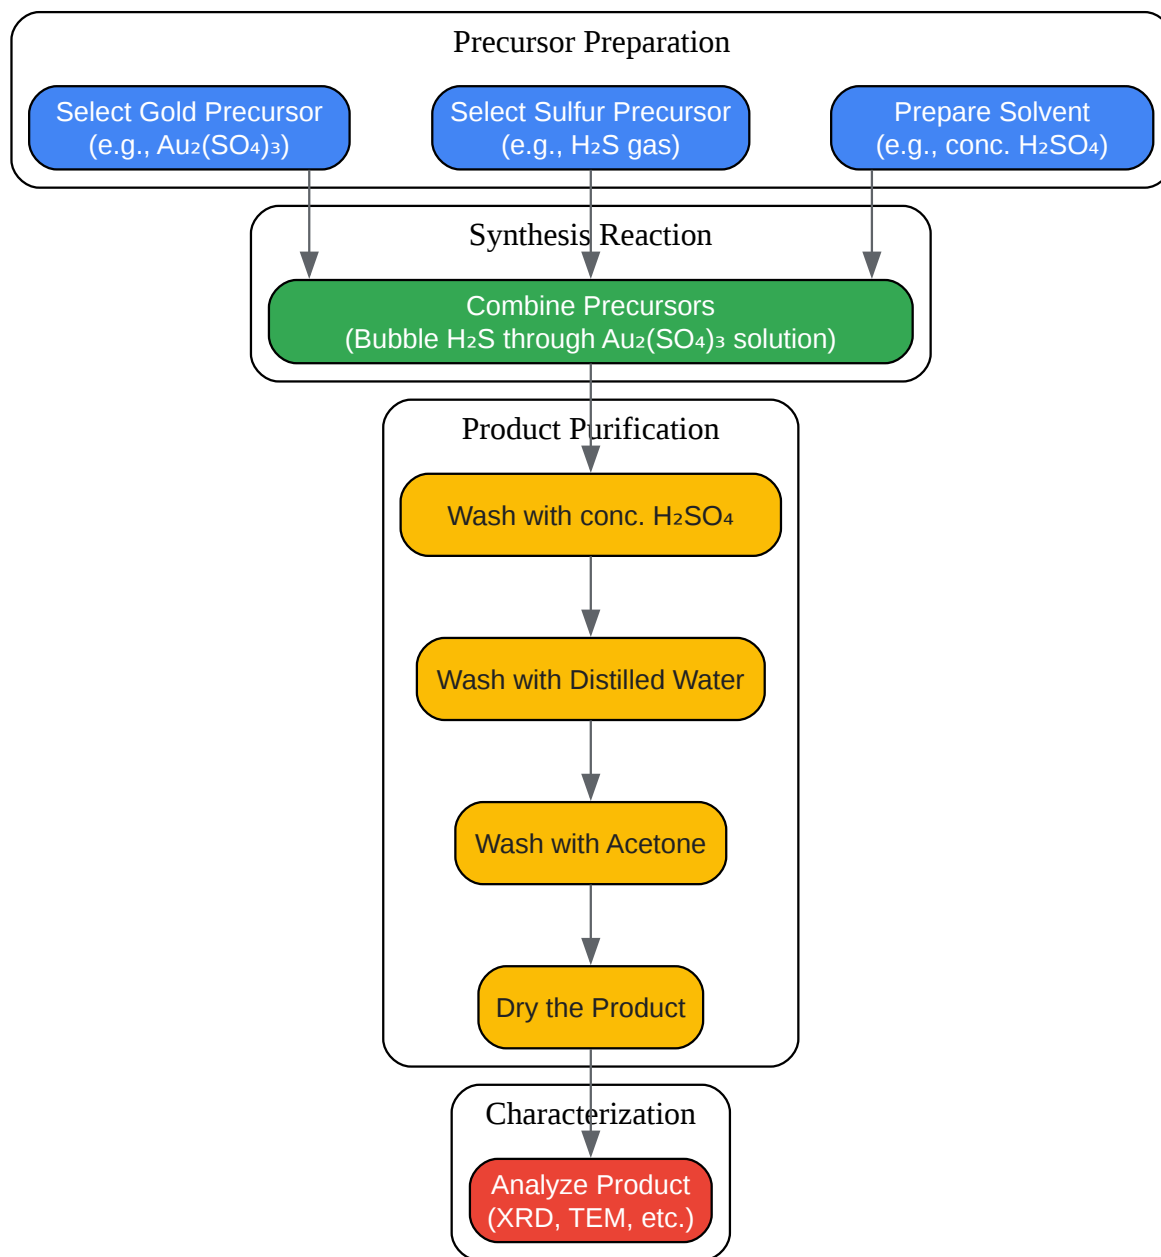 Precursor Preparation
Select Gold Precursor
(e.g., Au₂(SO₄)₃)
Select Sulfur Precursor
(e.g., H₂S gas)
Prepare Solvent
(e.g., conc. H₂SO₄)
Synthesis Reaction
Combine Precursors
(Bubble H₂S through Au₂(SO₄)₃ solution)
Product Purification
Wash with conc. H₂SO₄
Wash with Distilled Water
Wash with Acetone
Dry the Product
Characterization
Analyze Product
(XRD, TEM, etc.)